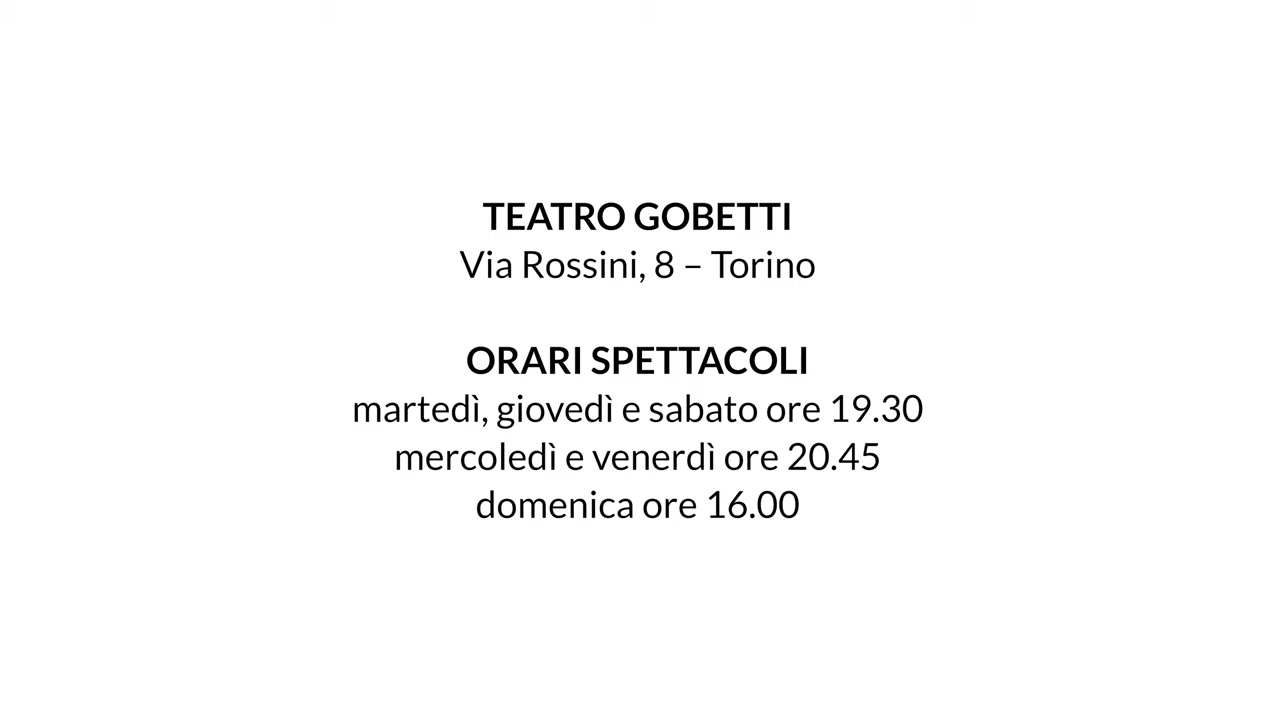 TEATRO GOBETTI
Via Rossini, 8 – Torino
ORARI SPETTACOLI
martedì, giovedì e sabato ore 19.30
mercoledì e venerdì ore 20.45
domenica ore 16.00